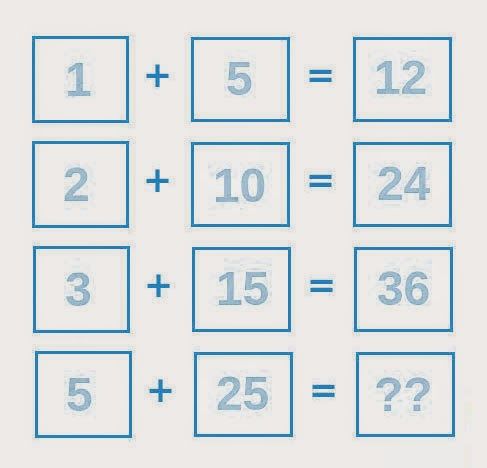 1 + 5 = 12
2 + 10 = 24
3 + 15 = 36
5 + 25 = ??